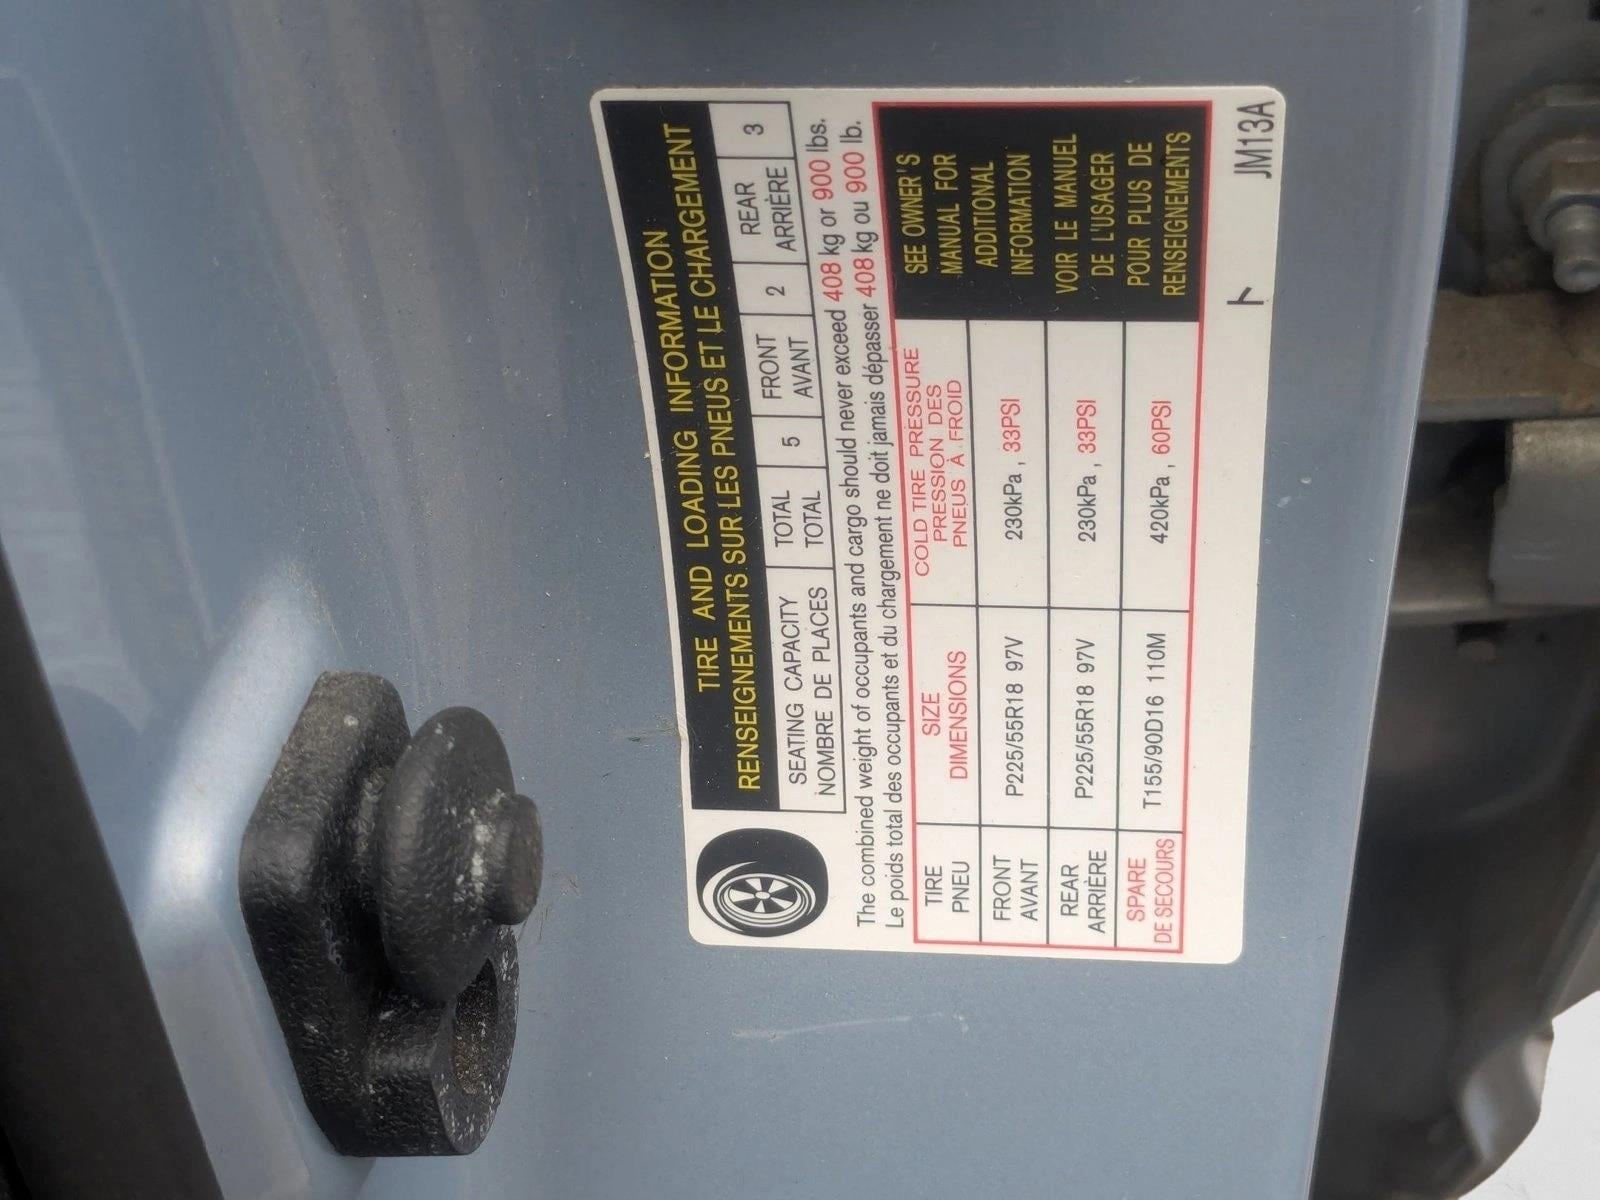 TIRE AND LOADING INFORMATION
RENSEIGNEMENTS SUR LES PNEUS ET LE CHARGEMENT
SEATING CAPACITY
NOMBRE DE PLACES
TOTAL
TOTAL
5
FRONT
AVANT
2
REAR
ARRIÈRE
3
The combined weight of occupants and cargo should never exceed 408 kg or 900 lbs.
Le poids total des occupants et du chargement ne doit jamais dépasser 408 kg ou 900 lb.
TIRE
PNEU
SIZE
DIMENSIONS
COLD TIRE PRESSURE
PRESSION DES
PNEUS À FROID
FRONT
AVANT
P225/55R18 97V
230kPa, 33PSI
REAR
ARRIÈRE
P225/55R18 97V
230kPa, 33PSI
SPARE
DE SECOURS
T155/90D16 110M
420kPa, 60PSI
SEE OWNER'S
MANUAL FOR
ADDITIONAL
INFORMATION
VOIR LE MANUEL
DE L'USAGER
POUR PLUS DE
RENSEIGNEMENTS
ト
JM13A